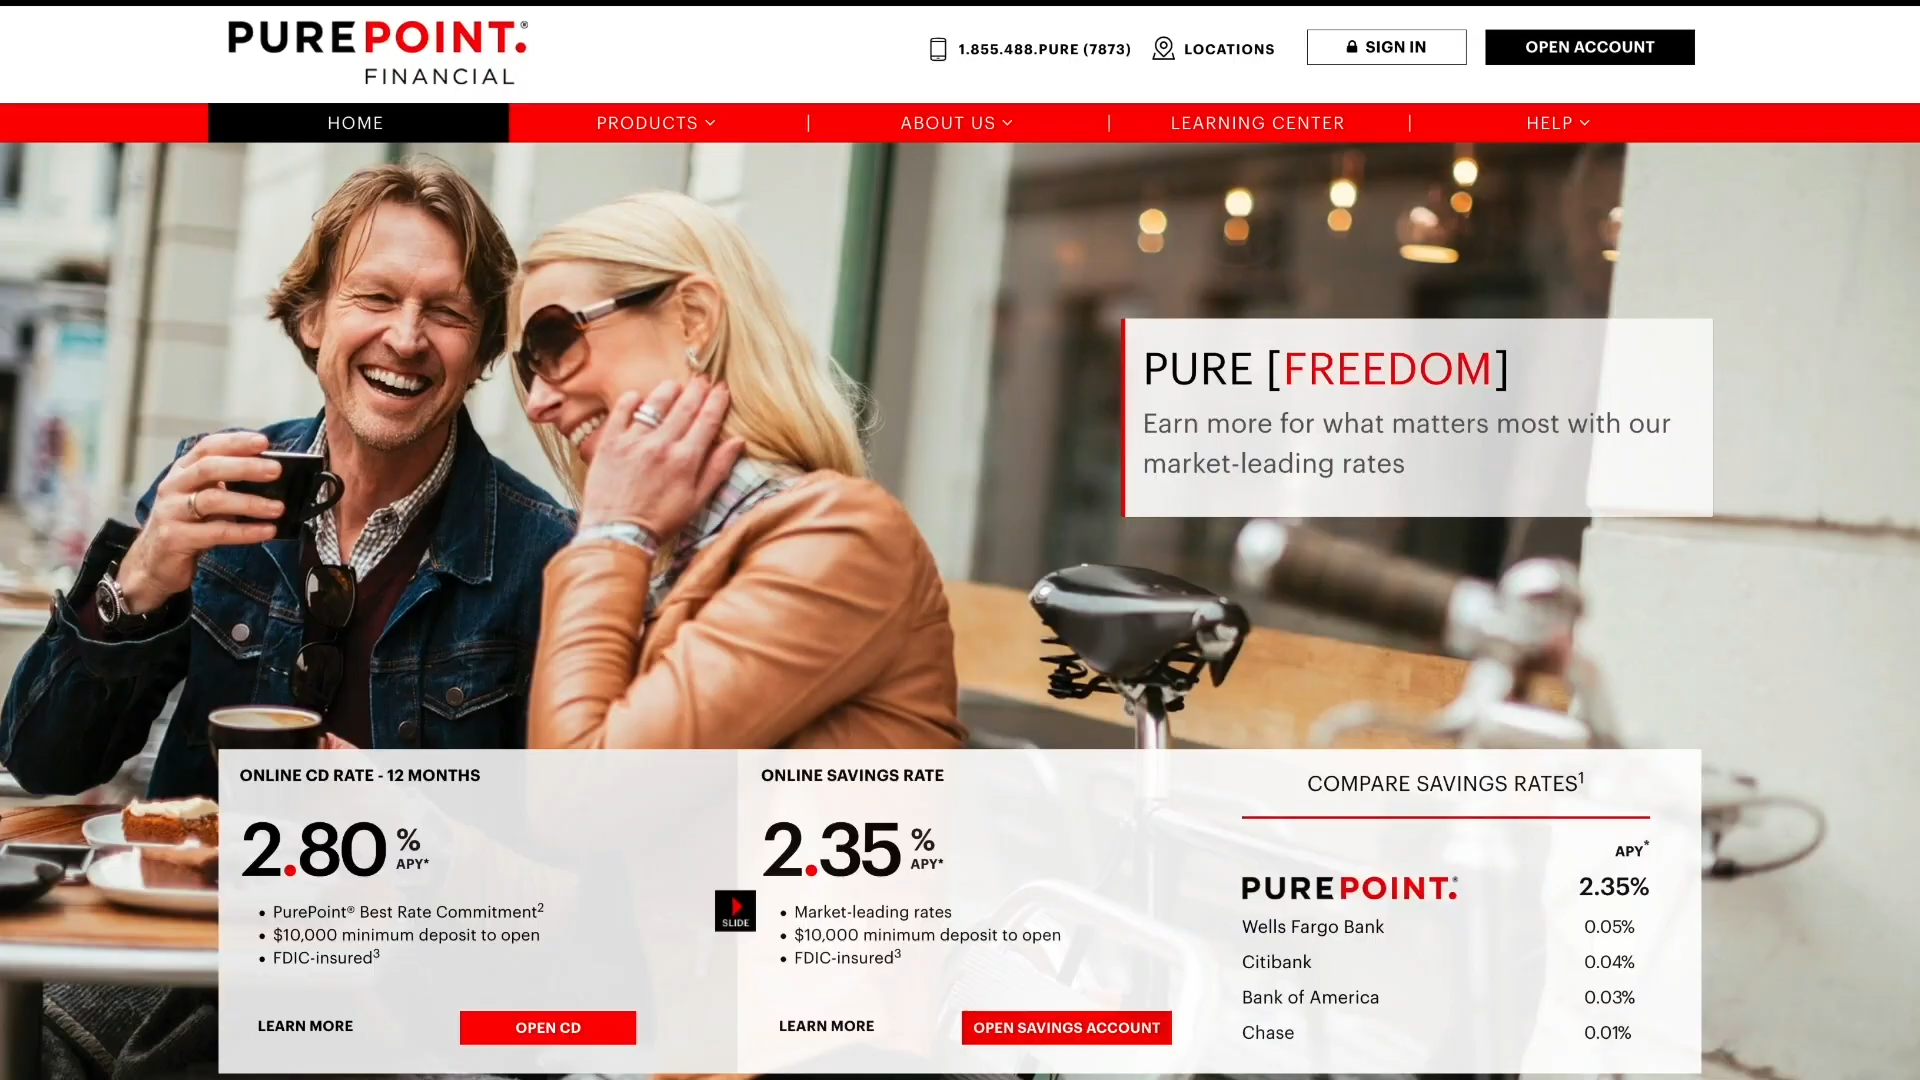 PUREPOINT.®
FINANCIAL
1.855.488.PURE (7873)
LOCATIONS
SIGN IN
OPEN ACCOUNT
HOME
PRODUCTS
|
ABOUT US
|
LEARNING CENTER
|
HELP
PURE [FREEDOM]
Earn more for what matters most with our
market-leading rates
ONLINE CD RATE - 12 MONTHS
2.80 % APY*
• PurePoint® Best Rate Commitment2
• $10,000 minimum deposit to open
• FDIC-insured3
LEARN MORE
OPEN CD
SLIDE
ONLINE SAVINGS RATE
2.35 % APY*
• Market-leading rates
• $10,000 minimum deposit to open
• FDIC-insured3
LEARN MORE
OPEN SAVINGS ACCOUNT
COMPARE SAVINGS RATES1
APY*
PUREPOINT.® 2.35%
Wells Fargo Bank 0.05%
Citibank 0.04%
Bank of America 0.03%
Chase 0.01%